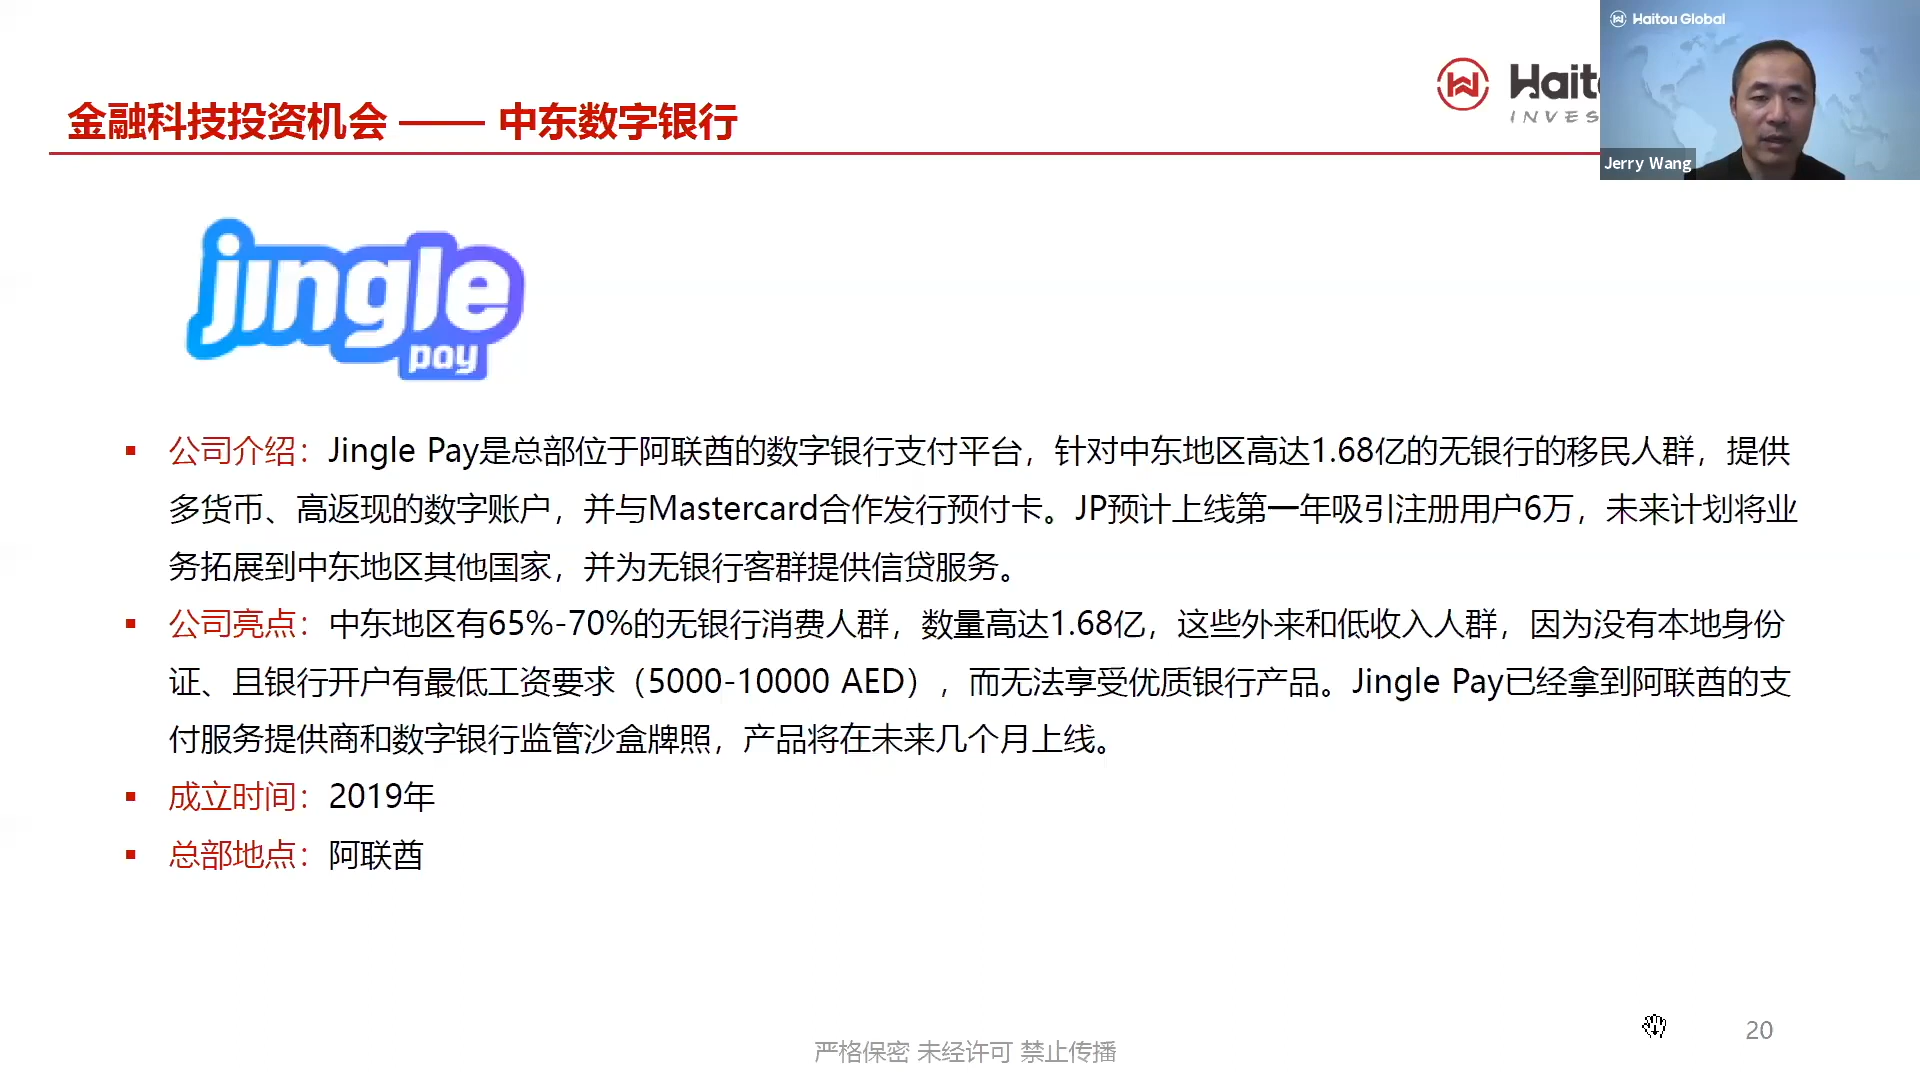 Haitou Global
金融科技投资机会 —— 中东数字银行
Jerry Wang
jingle
pay
▪ 公司介绍：Jingle Pay是总部位于阿联酋的数字银行支付平台，针对中东地区高达1.68亿的无银行的移民人群，提供
多货币、高返现的数字账户，并与Mastercard合作发行预付卡。JP预计上线第一年吸引注册用户6万，未来计划将业
务拓展到中东地区其他国家，并为无银行客群提供信贷服务。
▪ 公司亮点：中东地区有65%-70%的无银行消费人群，数量高达1.68亿，这些外来和低收入人群，因为没有本地身份
证、且银行开户有最低工资要求（5000-10000 AED），而无法享受优质银行产品。Jingle Pay已经拿到阿联酋的支
付服务提供商和数字银行监管沙盒牌照，产品将在未来几个月上线。
▪ 成立时间：2019年
▪ 总部地点：阿联酋
20
严格保密 未经许可 禁止传播